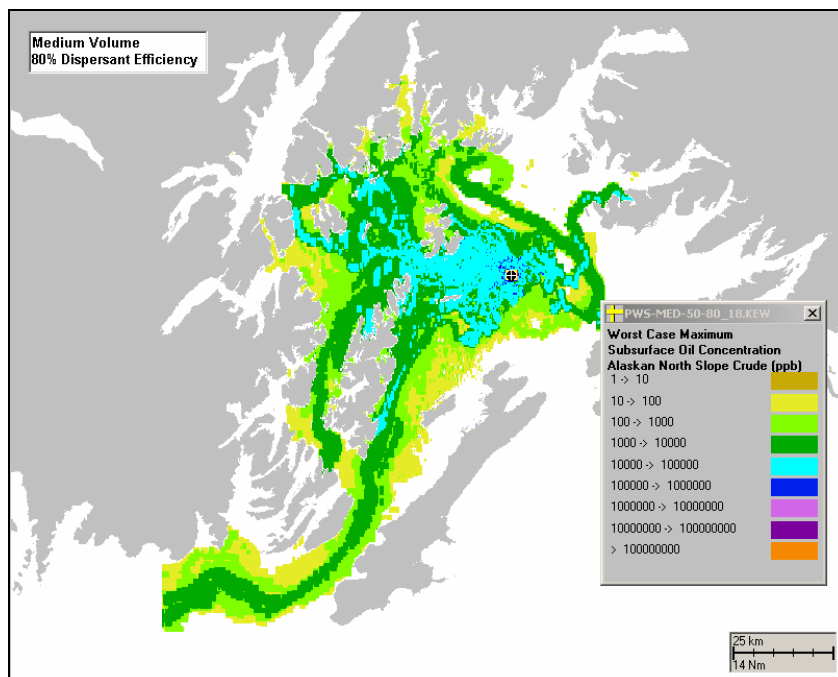 Medium Volume
80% Dispersant Efficiency
PWS-MED-50-80_18.KEW
Worst Case Maximum
Subsurface Oil Concentration
Alaskan North Slope Crude (ppb)
1 -> 10
10 -> 100
100 -> 1000
1000 -> 10000
10000 -> 100000
100000 -> 1000000
1000000 -> 10000000
10000000 -> 100000000
> 100000000
25 km
14 Nm